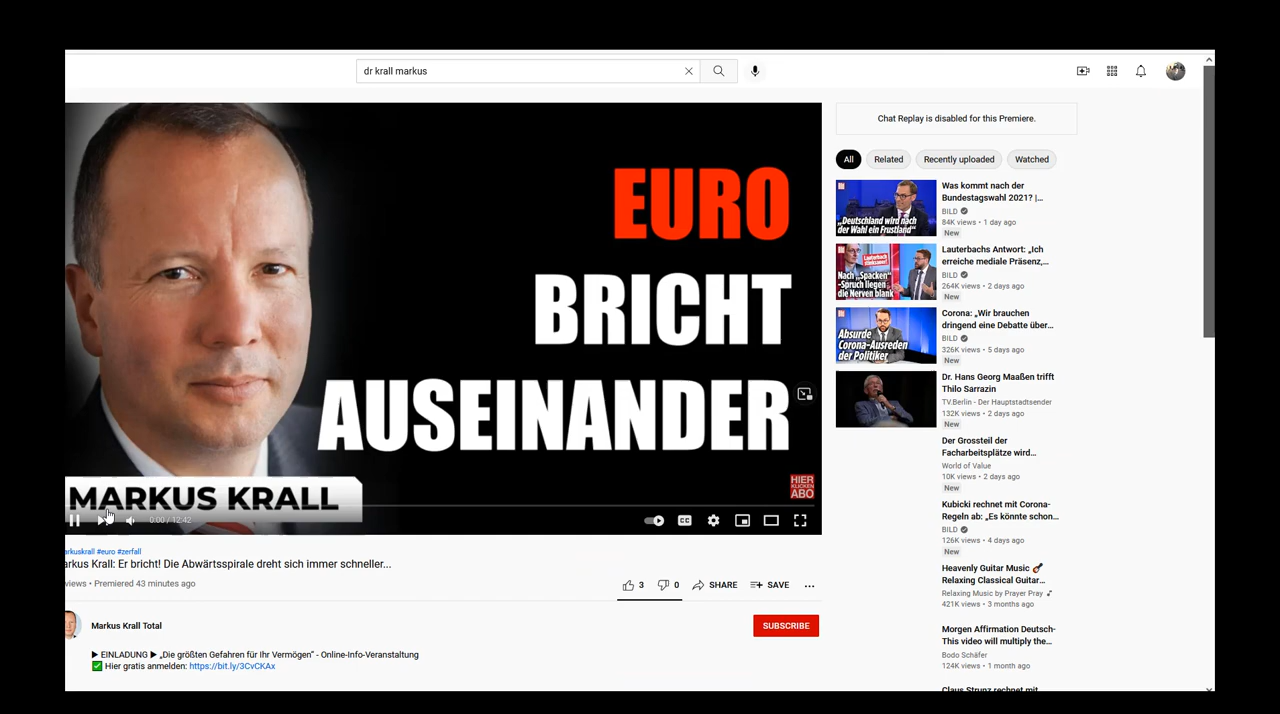 dr krall markus
EURO
BRICHT
AUSEINANDER
MARKUS KRALL
HIER
KLICKEN
ABO
0:00 / 12:42
CC
arkuskrall #euro #zerfall
arkus Krall: Er bricht! Die Abwärtsspirale dreht sich immer schneller...
views • Premiered 43 minutes ago
3
0
SHARE
SAVE
Markus Krall Total
SUBSCRIBE
▶ EINLADUNG ▶ „Die größten Gefahren für Ihr Vermögen“ - Online-Info-Veranstaltung
✅ Hier gratis anmelden: https://bit.ly/3CvCKAx
Chat Replay is disabled for this Premiere.
All
Related
Recently uploaded
Watched
„Deutschland wird nach
der Wahl ein Frustland“
Was kommt nach der
Bundestagswahl 2021? |...
BILD
84K views • 1 day ago
New
Nach „Spacken“
-Spruch liegen
die Nerven blank
Lauterbachs Antwort: „Ich
erreiche mediale Präsenz,...
BILD
264K views • 2 days ago
New
Absurde
Corona-Ausreden
der Politiker
Corona: „Wir brauchen
dringend eine Debatte über...
BILD
326K views • 5 days ago
New
Dr. Hans Georg Maaßen trifft
Thilo Sarrazin
TV.Berlin - Der Hauptstadtsender
132K views • 2 days ago
New
Der Grossteil der
Facharbeitsplätze wird...
World of Value
10K views • 2 days ago
New
Kubicki rechnet mit Corona-
Regeln ab: „Es könnte schon...
BILD
126K views • 4 days ago
New
Heavenly Guitar Music 🎸
Relaxing Classical Guitar...
Relaxing Music by Prayer Pray
421K views • 3 months ago
Morgen Affirmation Deutsch-
This video will multiply the...
Bodo Schäfer
124K views • 1 month ago
Claus Strunz rechnet mit